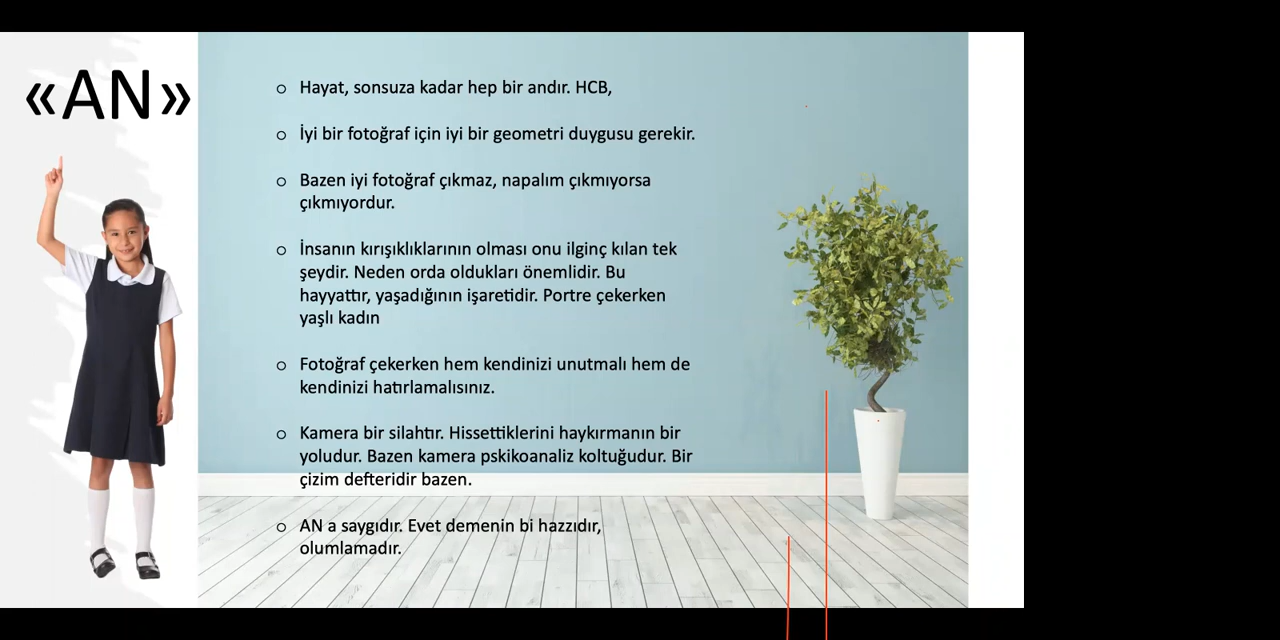 «AN»
o Hayat, sonsuza kadar hep bir andır. HCB,
o İyi bir fotoğraf için iyi bir geometri duygusu gerekir.
o Bazen iyi fotoğraf çıkmaz, napalım çıkmıyorsa
çıkmıyordur.
o İnsanın kırışıklıklarının olması onu ilginç kılan tek
şeydir. Neden orda oldukları önemlidir. Bu
hayyattır, yaşadığının işaretidir. Portre çekerken
yaşlı kadın
o Fotoğraf çekerken hem kendinizi unutmalı hem de
kendinizi hatırlamalısınız.
o Kamera bir silahtır. Hissettiklerini haykırmanın bir
yoludur. Bazen kamera pskikoanaliz koltuğudur. Bir
çizim defteridir bazen.
o AN a saygıdır. Evet demenin bi hazzıdır,
olumlamadır.